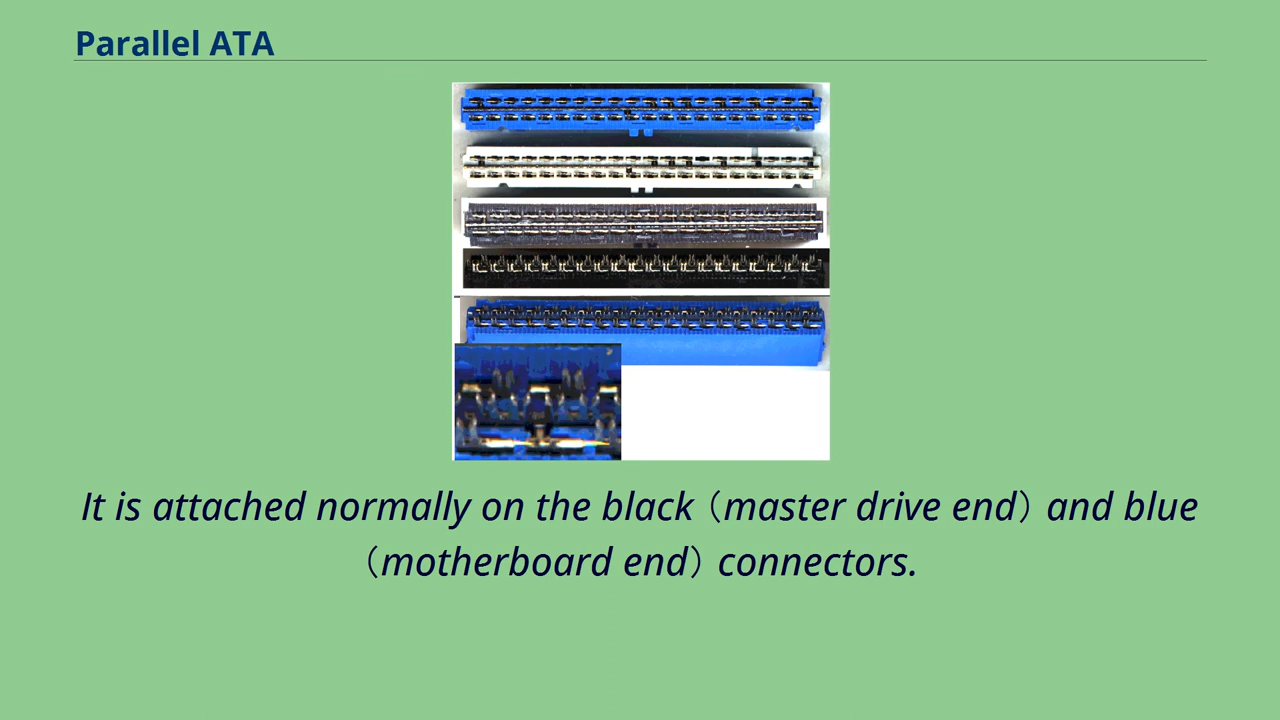 Parallel ATA
It is attached normally on the black（master drive end）and blue
（motherboard end）connectors.